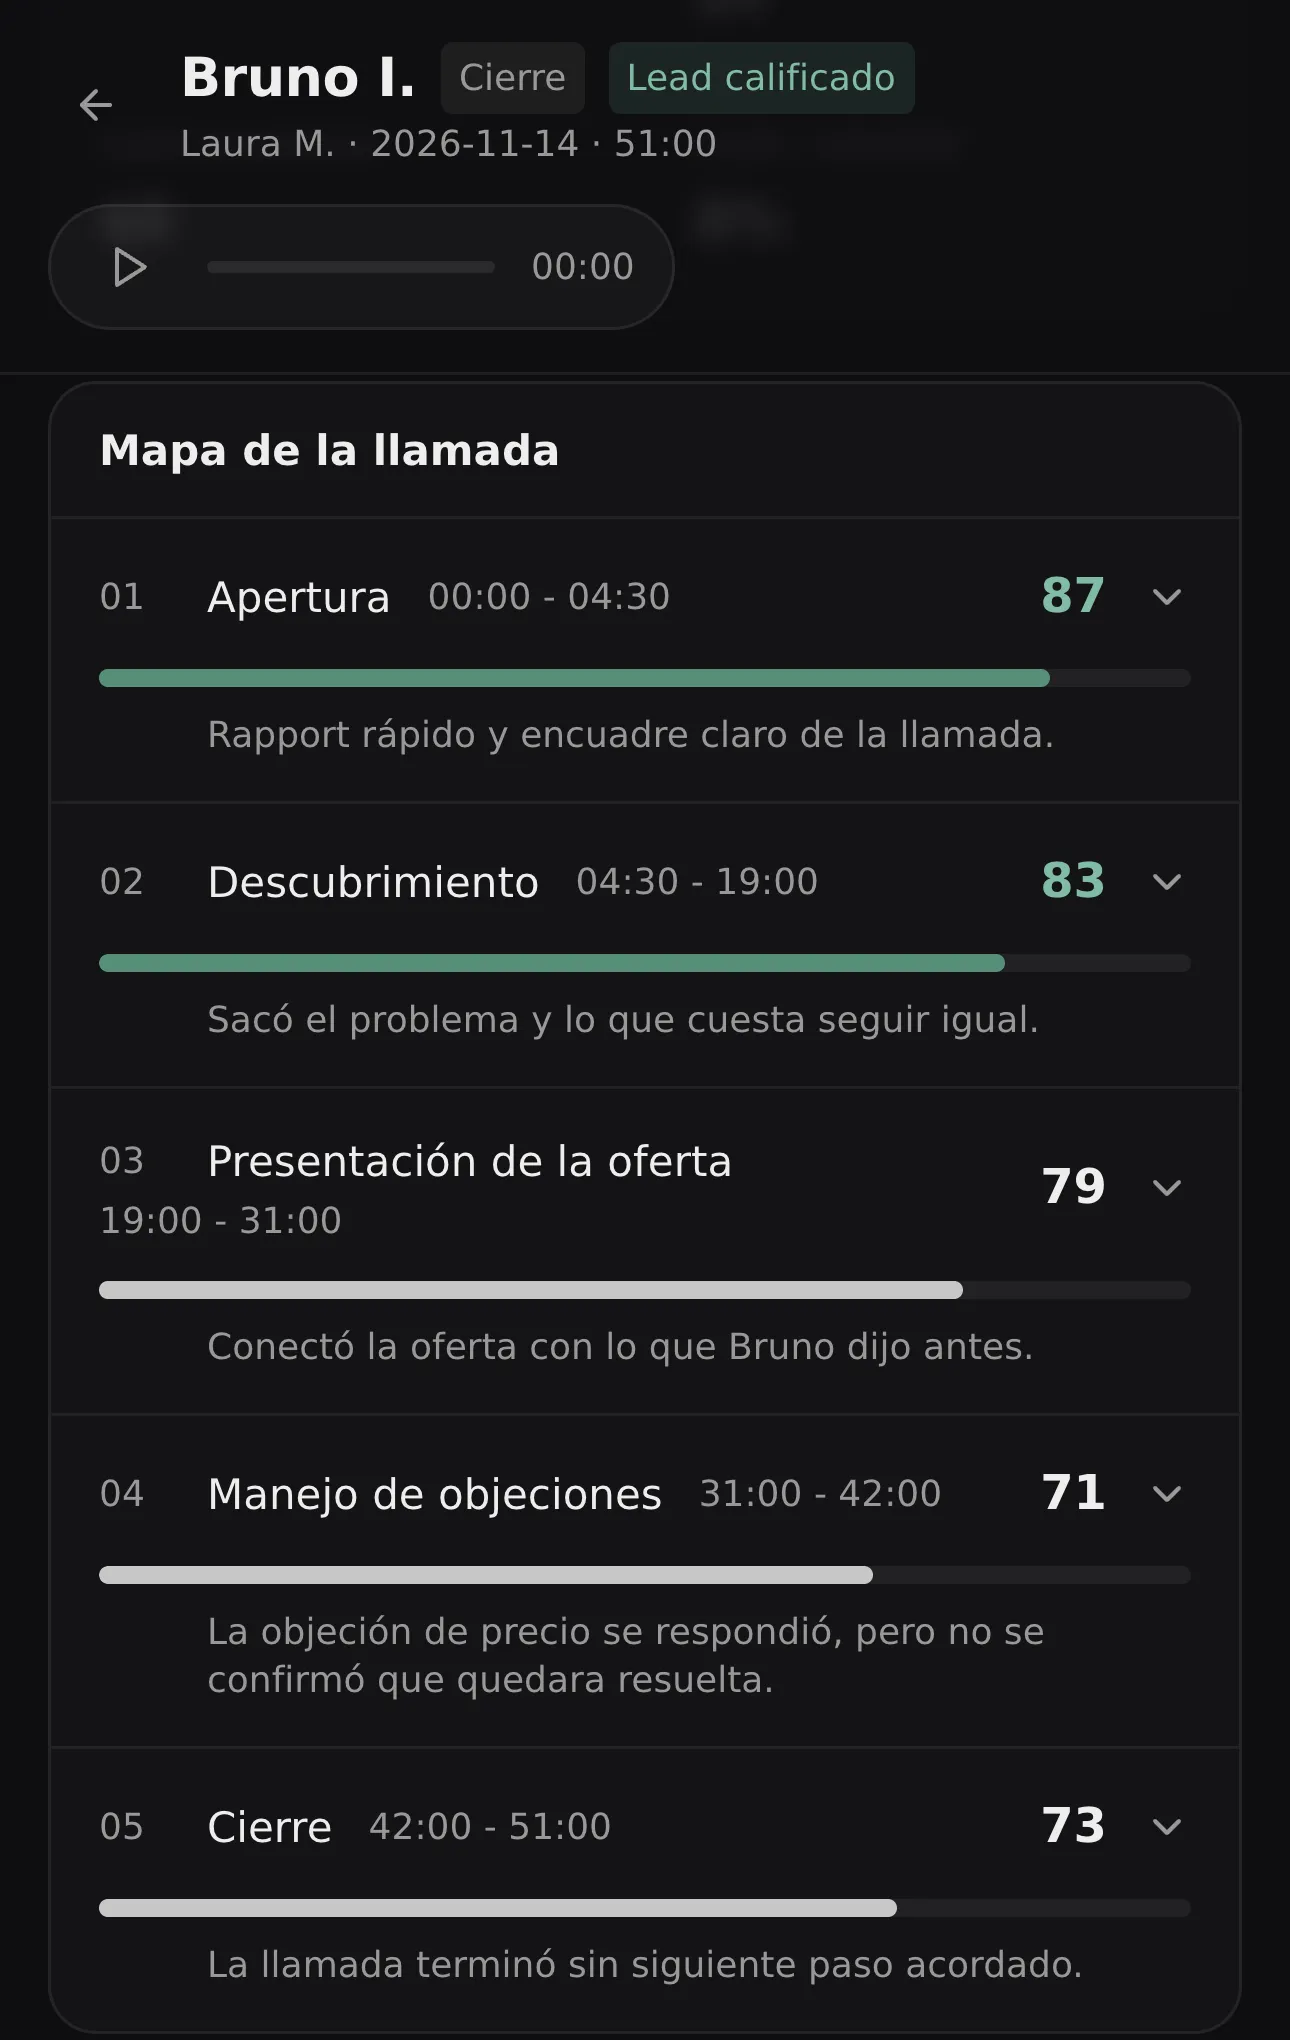 Bruno I. Cierre Lead calificado
Laura M. · 2026-11-14 · 51:00
00:00
Mapa de la llamada
01 Apertura 00:00 - 04:30 87
Rapport rápido y encuadre claro de la llamada.
02 Descubrimiento 04:30 - 19:00 83
Sacó el problema y lo que cuesta seguir igual.
03 Presentación de la oferta 79
19:00 - 31:00
Conectó la oferta con lo que Bruno dijo antes.
04 Manejo de objeciones 31:00 - 42:00 71
La objeción de precio se respondió, pero no se
confirmó que quedara resuelta.
05 Cierre 42:00 - 51:00 73
La llamada terminó sin siguiente paso acordado.